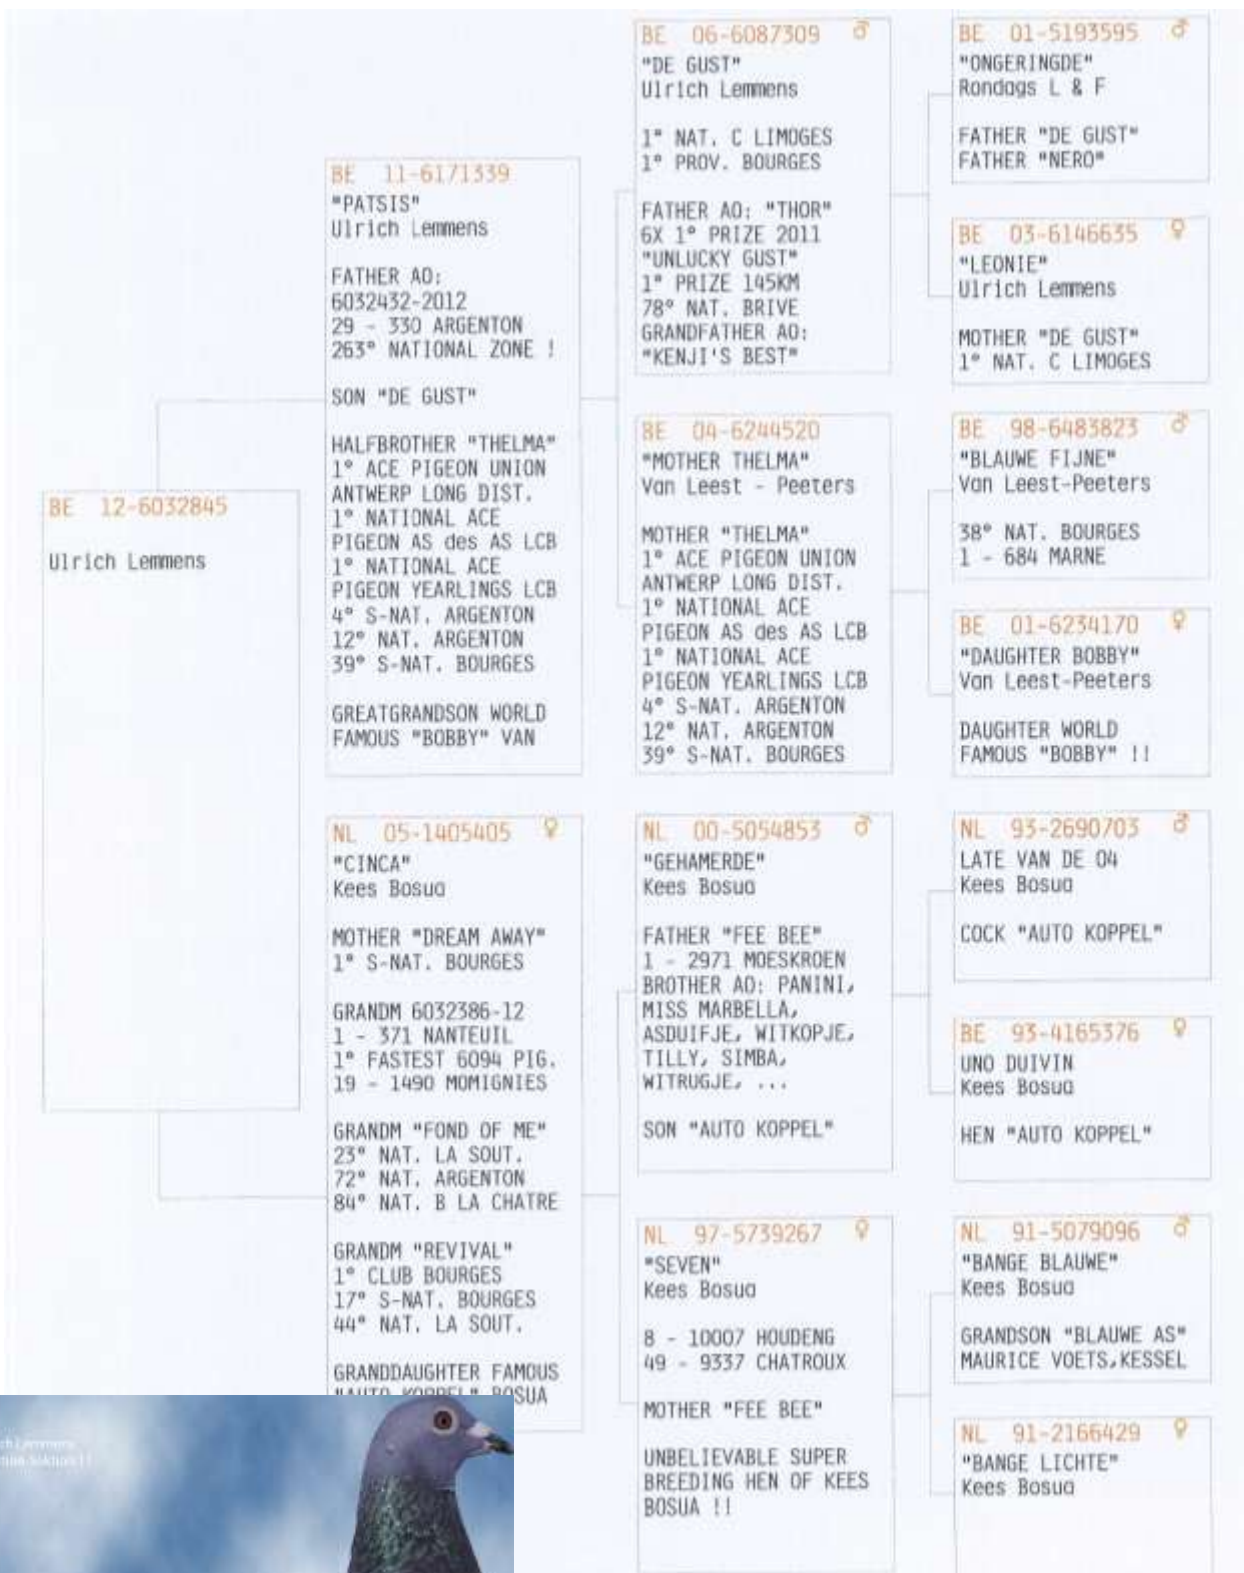 BE 12-6032845
Ulrich Lemmens
BE 11-6171339
"PATSIS"
Ulrich Lemmens
FATHER AO:
6032432-2012
29 - 330 ARGENTON
263° NATIONAL ZONE !
SON "DE GUST"
HALFBROTHER "THELMA"
1° ACE PIGEON UNION
ANTWERP LONG DIST.
1° NATIONAL ACE
PIGEON AS des AS LCB
1° NATIONAL ACE
PIGEON YEARLINGS LCB
4° S-NAT. ARGENTON
12° NAT. ARGENTON
39° S-NAT. BOURGES
GREATGRANDSON WORLD
FAMOUS "BOBBY" VAN
NL 05-1405405 ♀
"CINCA"
Kees Bosua
MOTHER "DREAM AWAY"
1° S-NAT. BOURGES
GRANDM 6032386-12
1 - 371 NANTEUIL
1° FASTEST 6094 PIG.
19 - 1490 MOMIGNIES
GRANDM "FOND OF ME"
23° NAT. LA SOUT.
72° NAT. ARGENTON
84° NAT. B LA CHATRE
GRANDM "REVIVAL"
1° CLUB BOURGES
17° S-NAT. BOURGES
44° NAT. LA SOUT.
GRANDDAUGHTER FAMOUS
"AUTO KOPPEL" BOSUA
BE 06-6087309 ♂
"DE GUST"
Ulrich Lemmens
1° NAT. C LIMOGES
1° PROV. BOURGES
FATHER AO: "THOR"
6X 1° PRIZE 2011
"UNLUCKY GUST"
1° PRIZE 145KM
78° NAT. BRIVE
GRANDFATHER AO:
"KENJI'S BEST"
BE 04-6244520
"MOTHER THELMA"
Van Leest - Peeters
MOTHER "THELMA"
1° ACE PIGEON UNION
ANTWERP LONG DIST.
1° NATIONAL ACE
PIGEON AS des AS LCB
1° NATIONAL ACE
PIGEON YEARLINGS LCB
4° S-NAT. ARGENTON
12° NAT. ARGENTON
39° S-NAT. BOURGES
NL 00-5054853 ♂
"GEHAMERDE"
Kees Bosua
FATHER "FEE BEE"
1 - 2971 MOESKROEN
BROTHER AO: PANINI,
MISS MARBELLA,
ASDUIFJE, WITKOPJE,
TILLY, SIMBA,
WITRUGJE, ...
SON "AUTO KOPPEL"
NL 97-5739267 ♀
"SEVEN"
Kees Bosua
8 - 10007 HOUDENG
49 - 9337 CHATROUX
MOTHER "FEE BEE"
UNBELIEVABLE SUPER
BREEDING HEN OF KEES
BOSUA !!
BE 01-5193595 ♂
"ONGERINGDE"
Rondags L & F
FATHER "DE GUST"
FATHER "NERO"
BE 03-6146635 ♀
"LEONIE"
Ulrich Lemmens
MOTHER "DE GUST"
1° NAT. C LIMOGES
BE 98-6483823 ♂
"BLAUWE FIJNE"
Van Leest-Peeters
38° NAT. BOURGES
1 - 684 MARNE
BE 01-6234170 ♀
"DAUGHTER BOBBY"
Van Leest-Peeters
DAUGHTER WORLD
FAMOUS "BOBBY" !!
NL 93-2690703 ♂
LATE VAN DE 04
Kees Bosua
COCK "AUTO KOPPEL"
BE 93-4165376 ♀
UNO DUIVIN
Kees Bosua
HEN "AUTO KOPPEL"
NL 91-5079096 ♂
"BANGE BLAUWE"
Kees Bosua
GRANDSON "BLAUWE AS"
MAURICE VOETS,KESSEL
NL 91-2166429 ♀
"BANGE LICHTE"
Kees Bosua